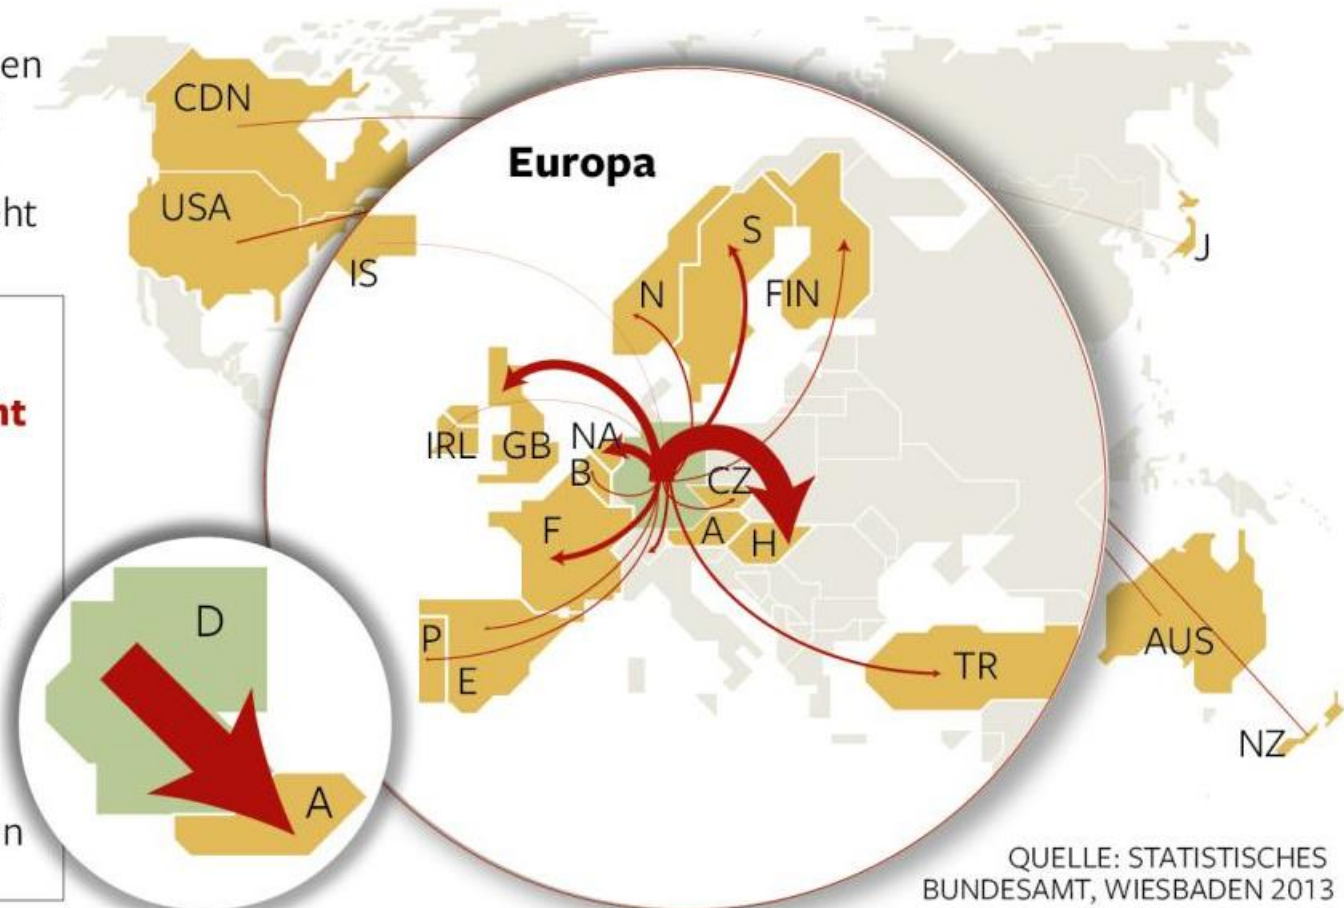 en
CDN
Europa
USA
ht
S
J
IS
N
FIN
nt
IRL
GB
NA
B
CZ
F
A
H
D
P
E
TR
AUS
NZ
A
n
QUELLE: STATISTISCHES
BUNDESAMT, WIESBADEN 2013